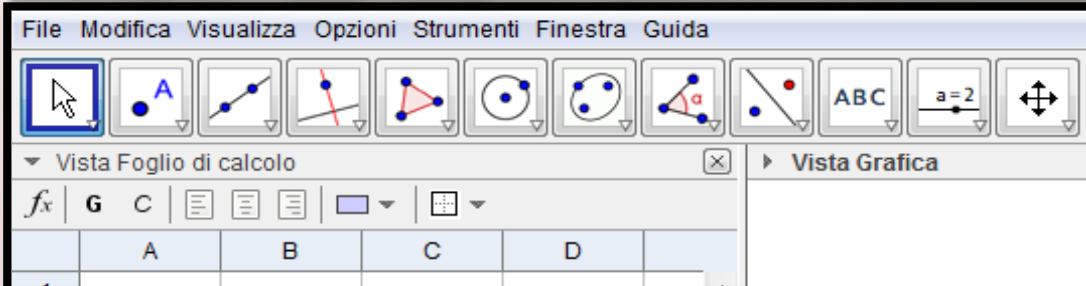 File Modifica Visualizza Opzioni Strumenti Finestra Guida
A α ABC a=2
Vista Foglio di calcolo Vista Grafica
fx G C
A B C D